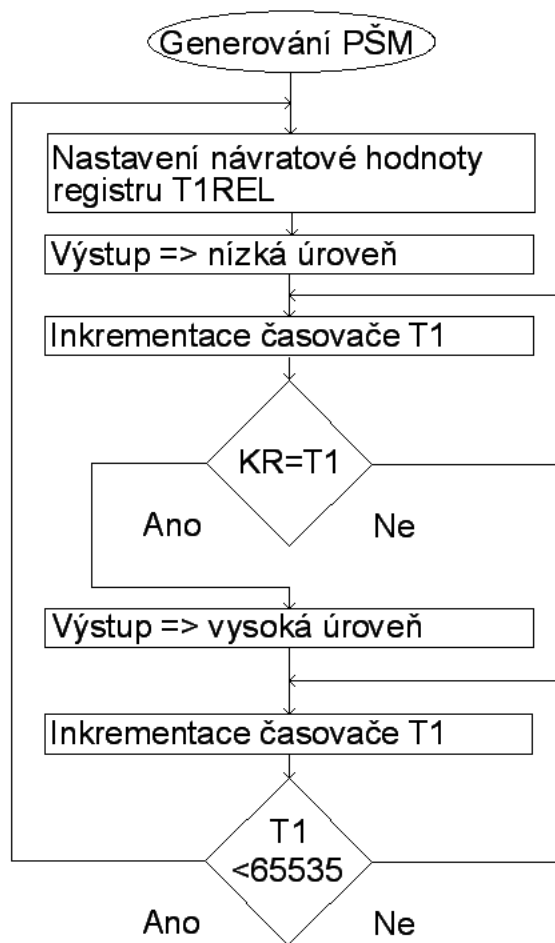 Generování PŠM
Nastavení návratové hodnoty
registru T1REL
Výstup => nízká úroveň
Inkrementace časovače T1
KR=T1
Ano
Ne
Výstup => vysoká úroveň
Inkrementace časovače T1
T1
<65535
Ano
Ne